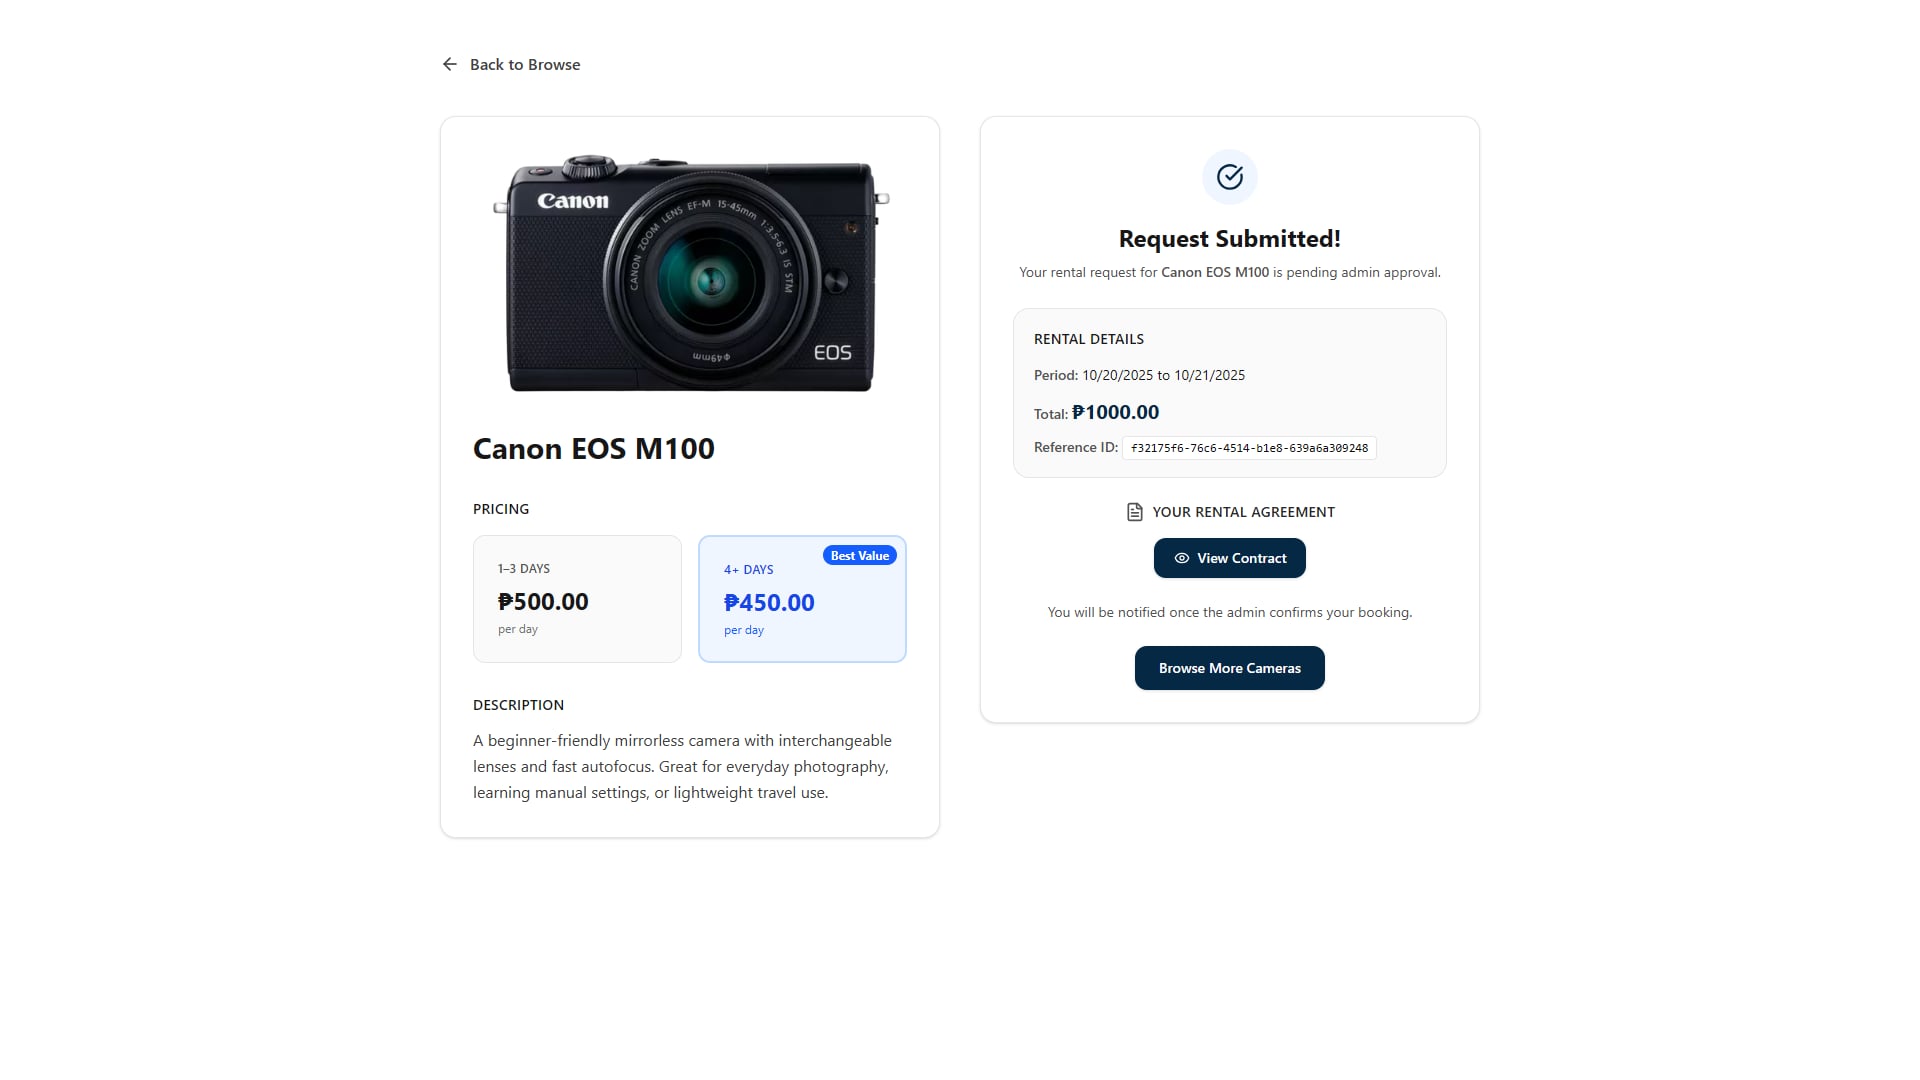 Back to Browse
Canon
CANON ZOOM LENS EF-M 15-45mm 1:3.5-6.3 IS STM
Φ49mm
EOS
Canon EOS M100
PRICING
1–3 DAYS
₱500.00
per day
Best Value
4+ DAYS
₱450.00
per day
DESCRIPTION
A beginner-friendly mirrorless camera with interchangeable
lenses and fast autofocus. Great for everyday photography,
learning manual settings, or lightweight travel use.
Request Submitted!
Your rental request for Canon EOS M100 is pending admin approval.
RENTAL DETAILS
Period: 10/20/2025 to 10/21/2025
Total: ₱1000.00
Reference ID: f32175f6-76c6-4514-b1e8-639a6a309248
YOUR RENTAL AGREEMENT
View Contract
You will be notified once the admin confirms your booking.
Browse More Cameras